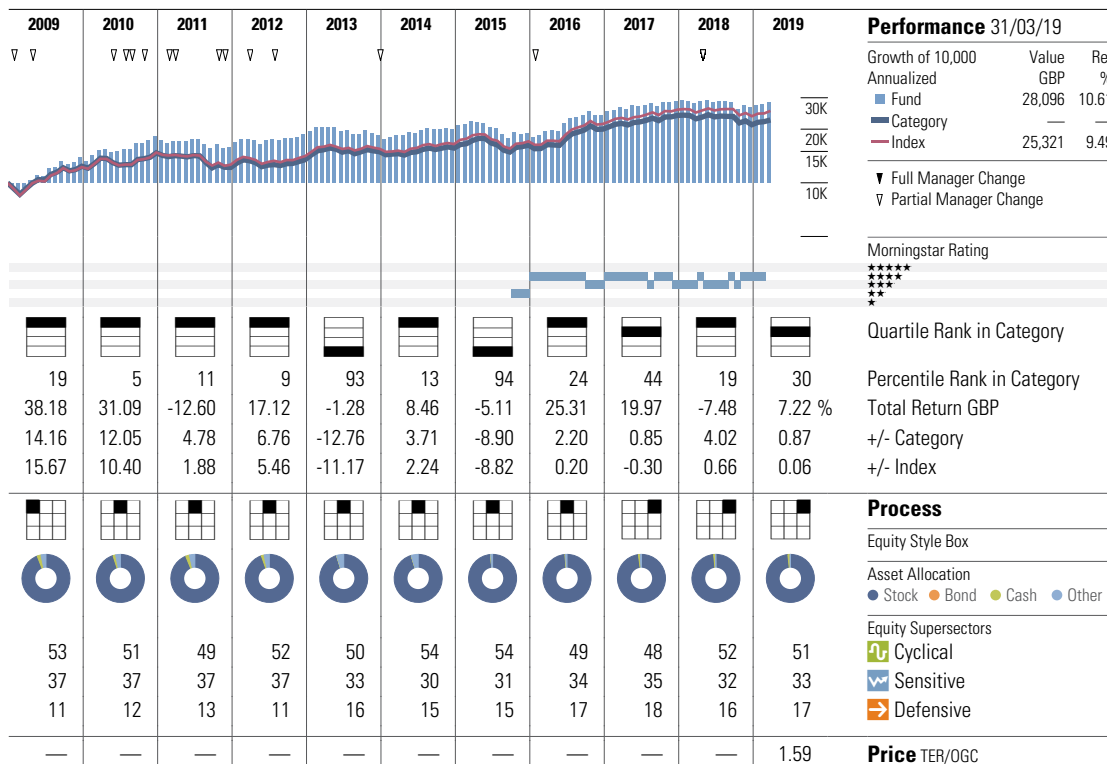 2009 2010 2011 2012 2013 2014 2015 2016 2017 2018 2019
Performance 31/03/19
Growth of 10,000 Value Re
Annualized GBP %
Fund 28,096 10.61
Category — —
Index 25,321 9.49
▼ Full Manager Change
▽ Partial Manager Change
30K
20K
15K
10K
Morningstar Rating
★★★★★
★★★★
★★★
★★
★
Quartile Rank in Category
19 5 11 9 93 13 94 24 44 19 30 Percentile Rank in Category
38.18 31.09 -12.60 17.12 -1.28 8.46 -5.11 25.31 19.97 -7.48 7.22 % Total Return GBP
14.16 12.05 4.78 6.76 -12.76 3.71 -8.90 2.20 0.85 4.02 0.87 +/- Category
15.67 10.40 1.88 5.46 -11.17 2.24 -8.82 0.20 -0.30 0.66 0.06 +/- Index
Process
Equity Style Box
Asset Allocation
Stock Bond Cash Other
Equity Supersectors
53 51 49 52 50 54 54 49 48 52 51 Cyclical
37 37 37 37 33 30 31 34 35 32 33 Sensitive
11 12 13 11 16 15 15 17 18 16 17 Defensive
— — — — — — — — — — 1.59 Price TER/OGC